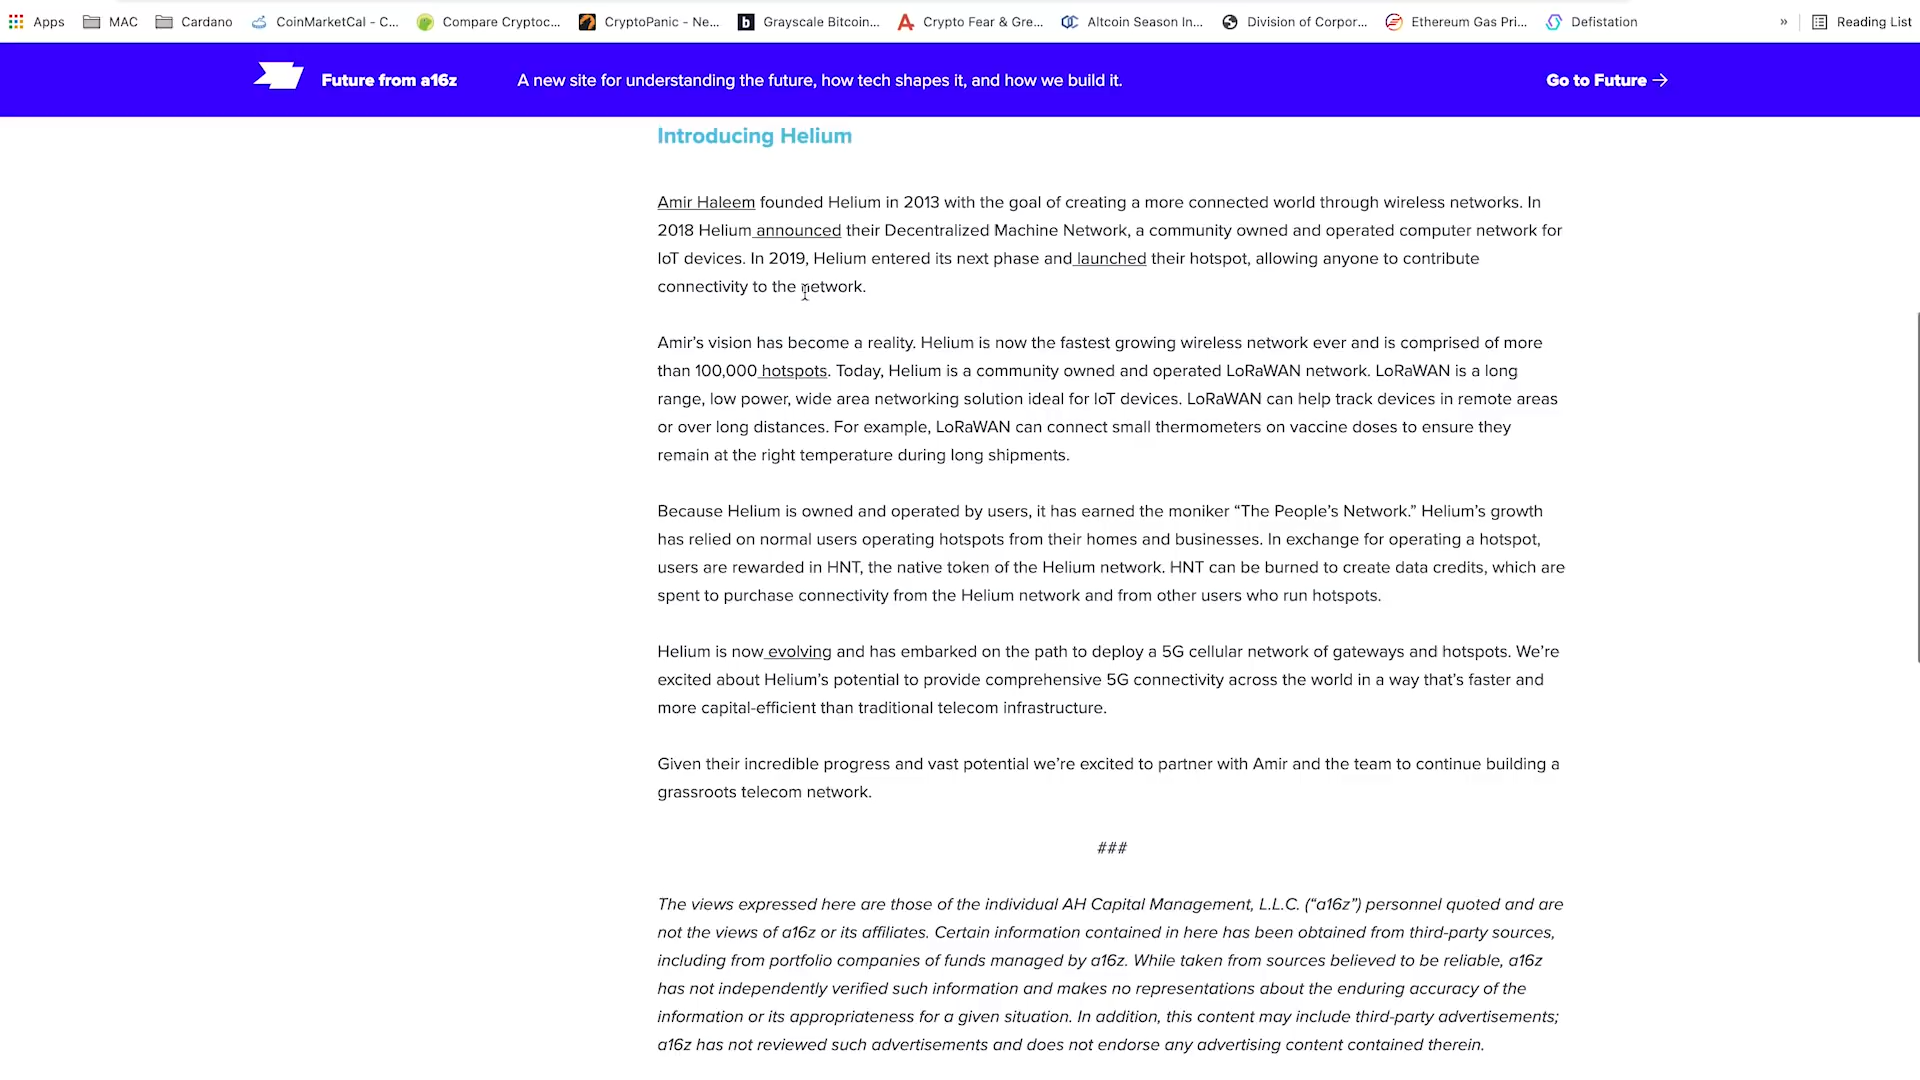 Apps MAC Cardano CoinMarketCal - C... Compare Cryptoc... CryptoPanic - Ne... Grayscale Bitcoin... Crypto Fear & Gre... Altcoin Season In... Division of Corpor... Ethereum Gas Pri... Defistation » Reading List
Future from a16z A new site for understanding the future, how tech shapes it, and how we build it. Go to Future →
Introducing Helium
Amir Haleem founded Helium in 2013 with the goal of creating a more connected world through wireless networks. In
2018 Helium announced their Decentralized Machine Network, a community owned and operated computer network for
IoT devices. In 2019, Helium entered its next phase and launched their hotspot, allowing anyone to contribute
connectivity to the network.
Amir’s vision has become a reality. Helium is now the fastest growing wireless network ever and is comprised of more
than 100,000 hotspots. Today, Helium is a community owned and operated LoRaWAN network. LoRaWAN is a long
range, low power, wide area networking solution ideal for IoT devices. LoRaWAN can help track devices in remote areas
or over long distances. For example, LoRaWAN can connect small thermometers on vaccine doses to ensure they
remain at the right temperature during long shipments.
Because Helium is owned and operated by users, it has earned the moniker “The People’s Network.” Helium’s growth
has relied on normal users operating hotspots from their homes and businesses. In exchange for operating a hotspot,
users are rewarded in HNT, the native token of the Helium network. HNT can be burned to create data credits, which are
spent to purchase connectivity from the Helium network and from other users who run hotspots.
Helium is now evolving and has embarked on the path to deploy a 5G cellular network of gateways and hotspots. We’re
excited about Helium’s potential to provide comprehensive 5G connectivity across the world in a way that’s faster and
more capital-efficient than traditional telecom infrastructure.
Given their incredible progress and vast potential we’re excited to partner with Amir and the team to continue building a
grassroots telecom network.
###
The views expressed here are those of the individual AH Capital Management, L.L.C. (“a16z”) personnel quoted and are
not the views of a16z or its affiliates. Certain information contained in here has been obtained from third-party sources,
including from portfolio companies of funds managed by a16z. While taken from sources believed to be reliable, a16z
has not independently verified such information and makes no representations about the enduring accuracy of the
information or its appropriateness for a given situation. In addition, this content may include third-party advertisements;
a16z has not reviewed such advertisements and does not endorse any advertising content contained therein.